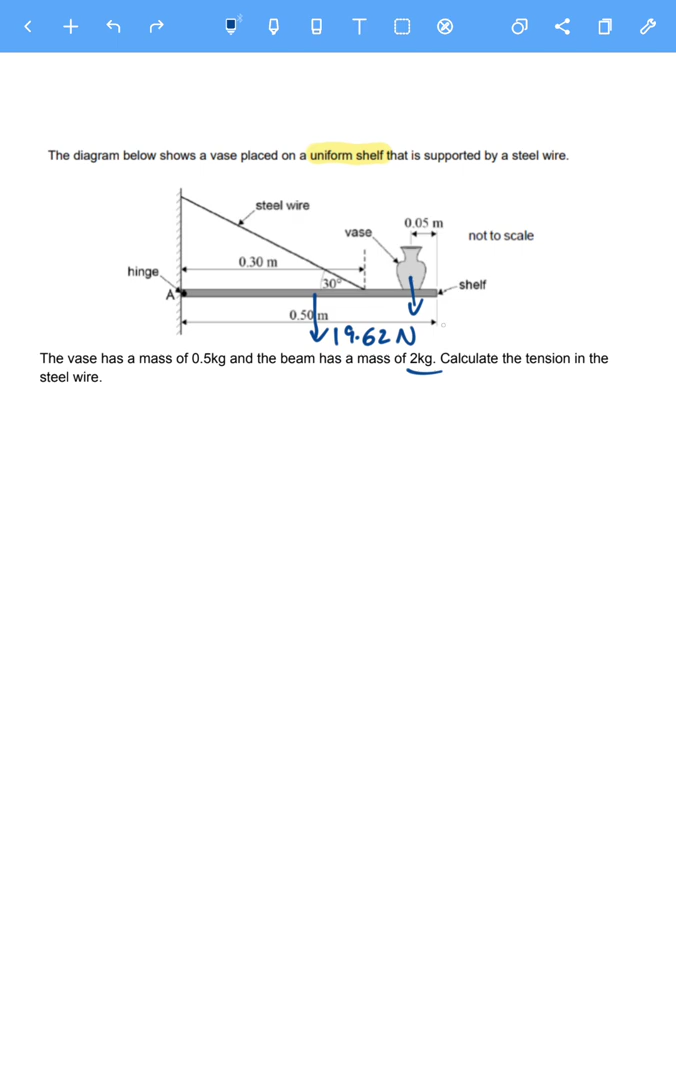 The diagram below shows a vase placed on a uniform shelf that is supported by a steel wire.
steel wire
0.05 m
vase
not to scale
0.30 m
hinge
30°
shelf
A
0.50 m
19.62N
The vase has a mass of 0.5kg and the beam has a mass of 2kg. Calculate the tension in the
steel wire.